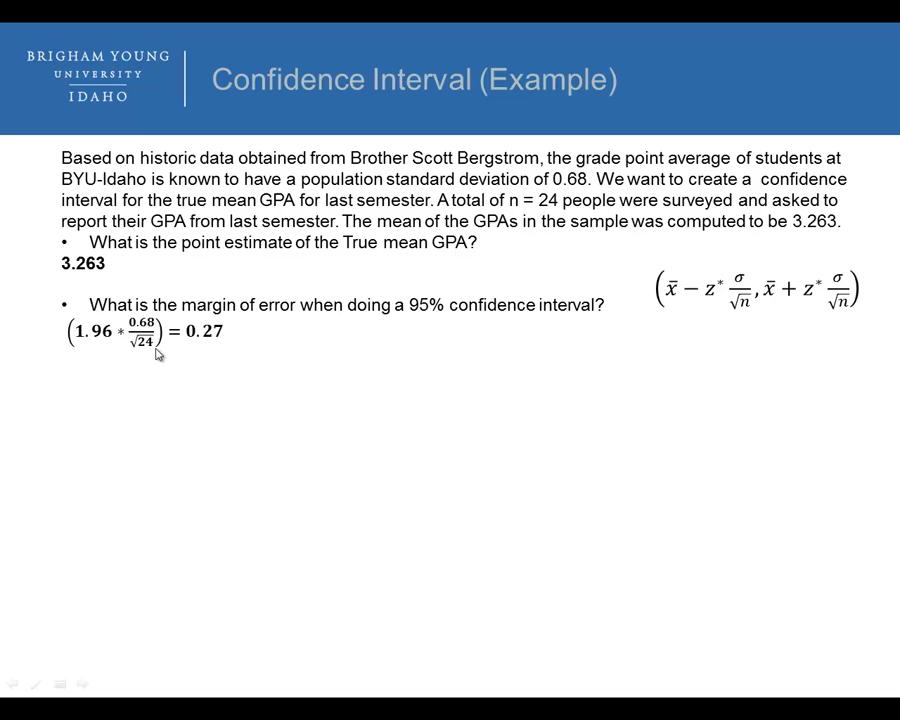 BRIGHAM YOUNG
UNIVERSITY
IDAHO
Confidence Interval (Example)
Based on historic data obtained from Brother Scott Bergstrom, the grade point average of students at
BYU-Idaho is known to have a population standard deviation of 0.68. We want to create a confidence
interval for the true mean GPA for last semester. A total of n = 24 people were surveyed and asked to
report their GPA from last semester. The mean of the GPAs in the sample was computed to be 3.263.
• What is the point estimate of the True mean GPA?
3.263
(x̄ − z* σ/√n, x̄ + z* σ/√n)
• What is the margin of error when doing a 95% confidence interval?
(1.96 * 0.68/√24) = 0.27